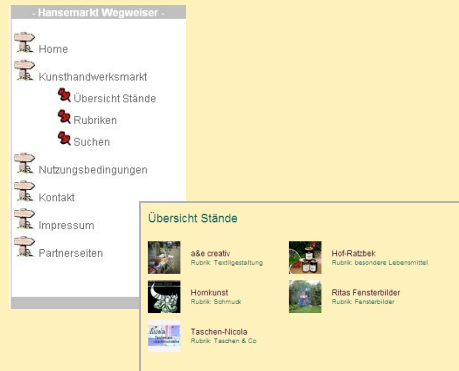 - Hansemarkt Wegweiser -
Home
Kunsthandwerksmarkt
Übersicht Stände
Rubriken
Suchen
Nutzungsbedingungen
Kontakt
Impressum
Partnerseiten
Übersicht Stände
a&e creativ
Rubrik: Textilgestaltung
Hof-Ratzbek
Rubrik: besondere Lebensmittel
Hornkunst
Rubrik: Schmuck
Ritas Fensterbilder
Rubrik: Fensterbilder
Taschen-Nicola
Rubrik: Taschen & Co